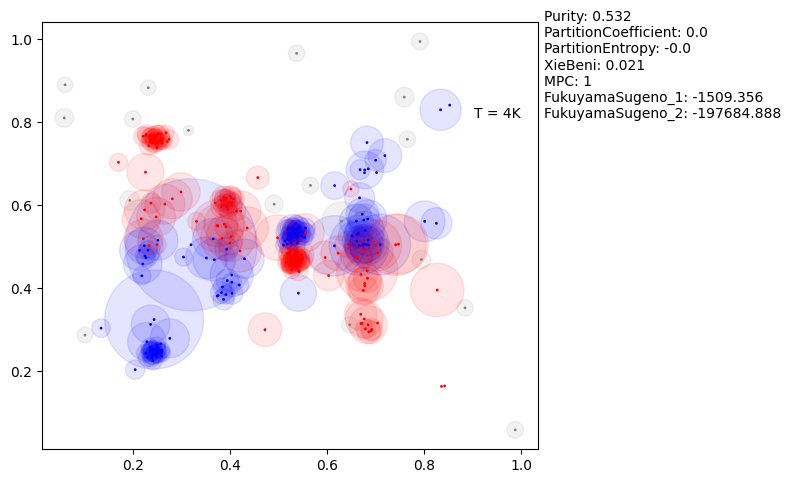 Purity: 0.532
PartitionCoefficient: 0.0
PartitionEntropy: -0.0
XieBeni: 0.021
MPC: 1
FukuyamaSugeno_1: -1509.356
FukuyamaSugeno_2: -197684.888
T = 4K
1.0
0.8
0.6
0.4
0.2
0.2 0.4 0.6 0.8 1.0